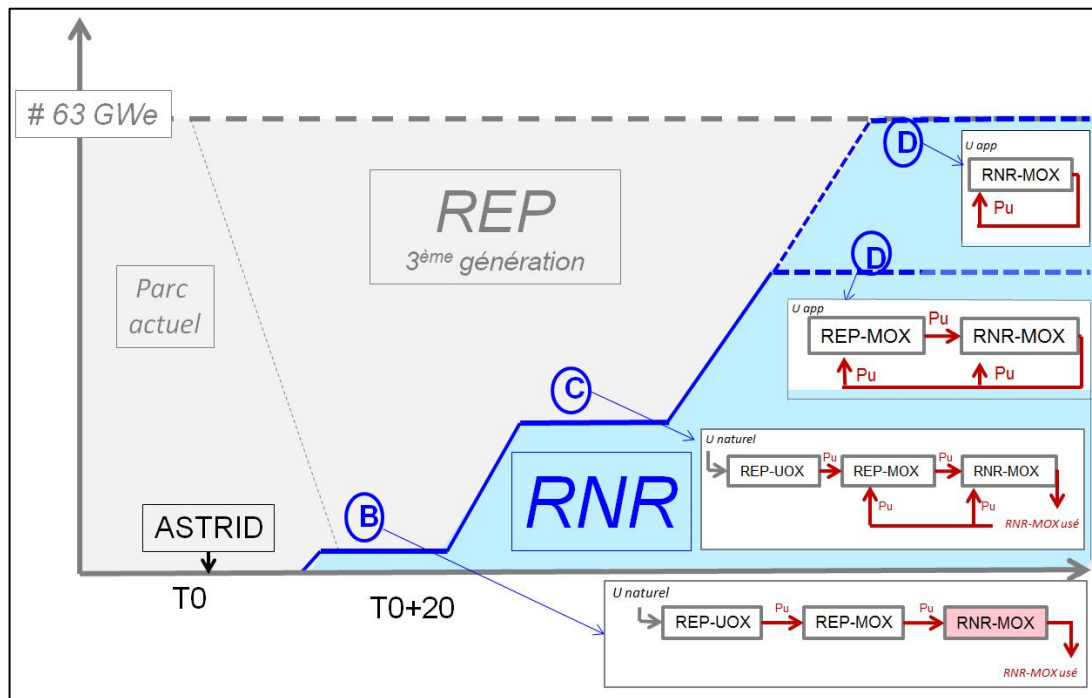 # 63 GWe
REP
3ème génération
Parc
actuel
D
U app
RNR-MOX
Pu
D
U app
REP-MOX
Pu
RNR-MOX
Pu
Pu
C
U naturel
REP-UOX
Pu
REP-MOX
Pu
RNR-MOX
Pu
Pu
RNR-MOX usé
RNR
B
ASTRID
T0
T0+20
U naturel
REP-UOX
Pu
REP-MOX
Pu
RNR-MOX
RNR-MOX usé